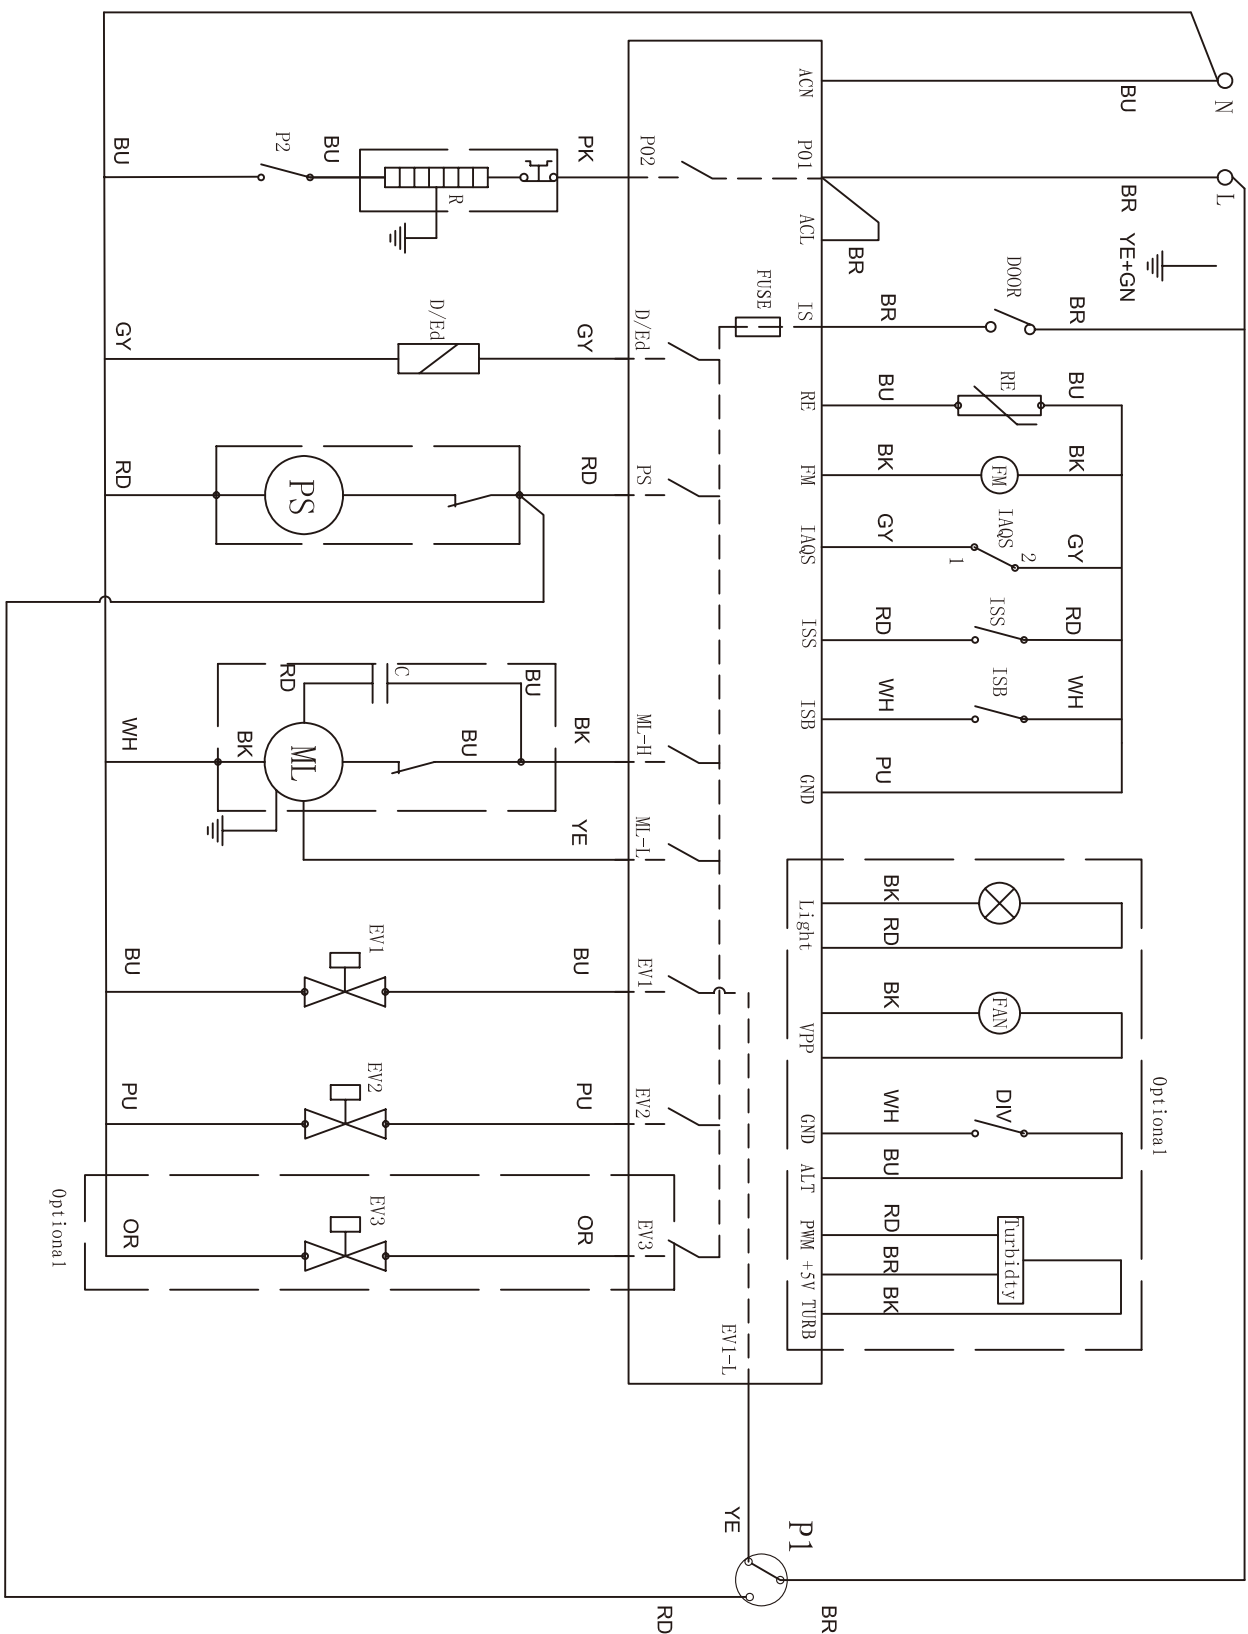 N
L
Optional
BU
BR
YE+GN
BR
BU
BK
GY
RD
WH
DOOR
RE
FM
IAQS
2
1
ISS
ISB
FAN
DIV
Turbidty
BR
BU
BK
GY
RD
WH
PU
BK
RD
BK
WH
BU
RD
BR
BK
BR
BR
ACN
PO1
ACL
IS
RE
FM
IAQS
ISS
ISB
GND
Light
VPP
GND
ALT
PWM
+5V
TURB
P1
FUSE
EV1-L
YE
RD
PO2
D/Ed
PS
ML-H
ML-L
EV1
EV2
EV3
PK
GY
RD
BK
YE
BU
PU
OR
R
D/Ed
BU
BU
C
EV1
EV2
EV3
BU
P2
PS
RD
ML
BK
BU
GY
RD
WH
BU
PU
OR
Optional